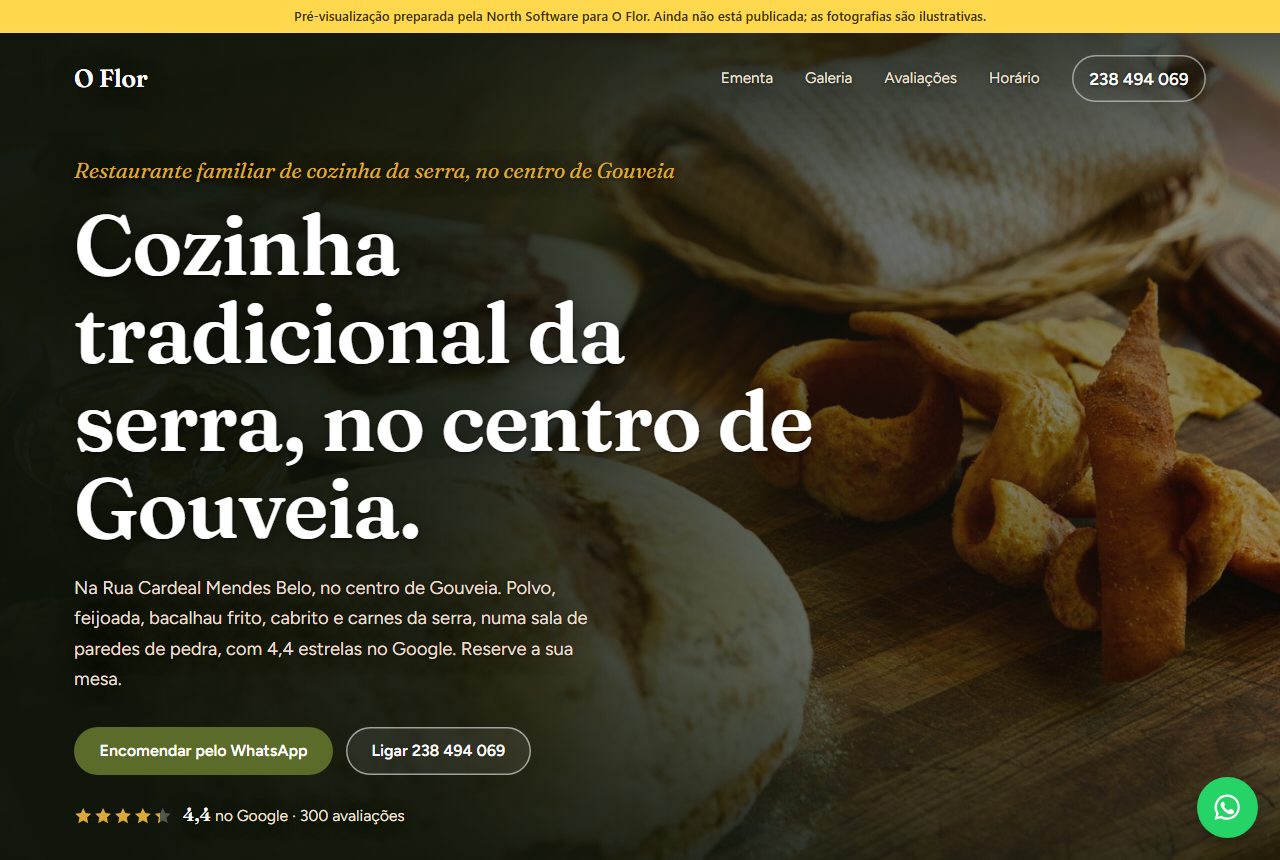 Pré-visualização preparada pela North Software para O Flor. Ainda não está publicada; as fotografias são ilustrativas.
O Flor
Ementa
Galeria
Avaliações
Horário
238 494 069
Restaurante familiar de cozinha da serra, no centro de Gouveia
Cozinha
tradicional da
serra, no centro de
Gouveia.
Na Rua Cardeal Mendes Belo, no centro de Gouveia. Polvo,
feijoada, bacalhau frito, cabrito e carnes da serra, numa sala de
paredes de pedra, com 4,4 estrelas no Google. Reserve a sua
mesa.
Encomendar pelo WhatsApp
Ligar 238 494 069
4,4 no Google · 300 avaliações